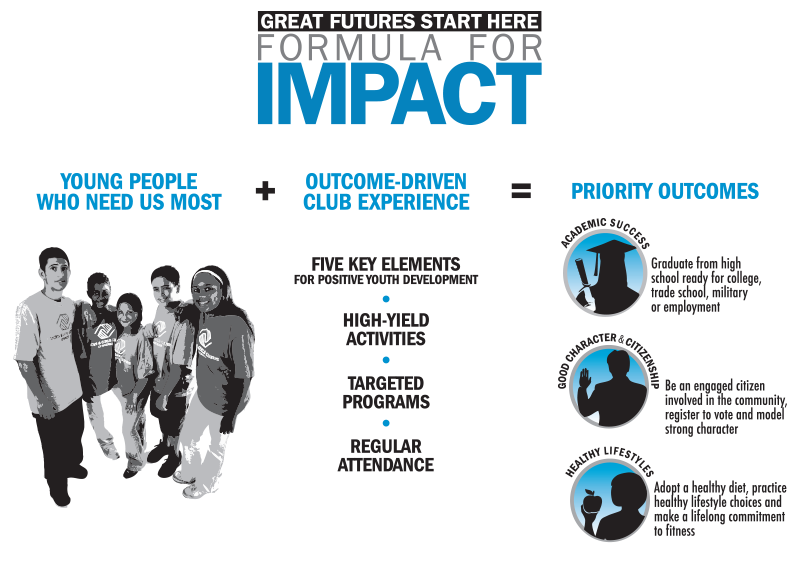 GREAT FUTURES START HERE
FORMULA FOR
IMPACT
YOUNG PEOPLE
WHO NEED US MOST
+
OUTCOME-DRIVEN
CLUB EXPERIENCE
=
PRIORITY OUTCOMES
FIVE KEY ELEMENTS
FOR POSITIVE YOUTH DEVELOPMENT
•
HIGH-YIELD
ACTIVITIES
•
TARGETED
PROGRAMS
•
REGULAR
ATTENDANCE
ACADEMIC SUCCESS
Graduate from high
school ready for college,
trade school, military
or employment
GOOD CHARACTER & CITIZENSHIP
Be an engaged citizen
involved in the community,
register to vote and model
strong character
HEALTHY LIFESTYLES
Adopt a healthy diet, practice
healthy lifestyle choices and
make a lifelong commitment
to fitness